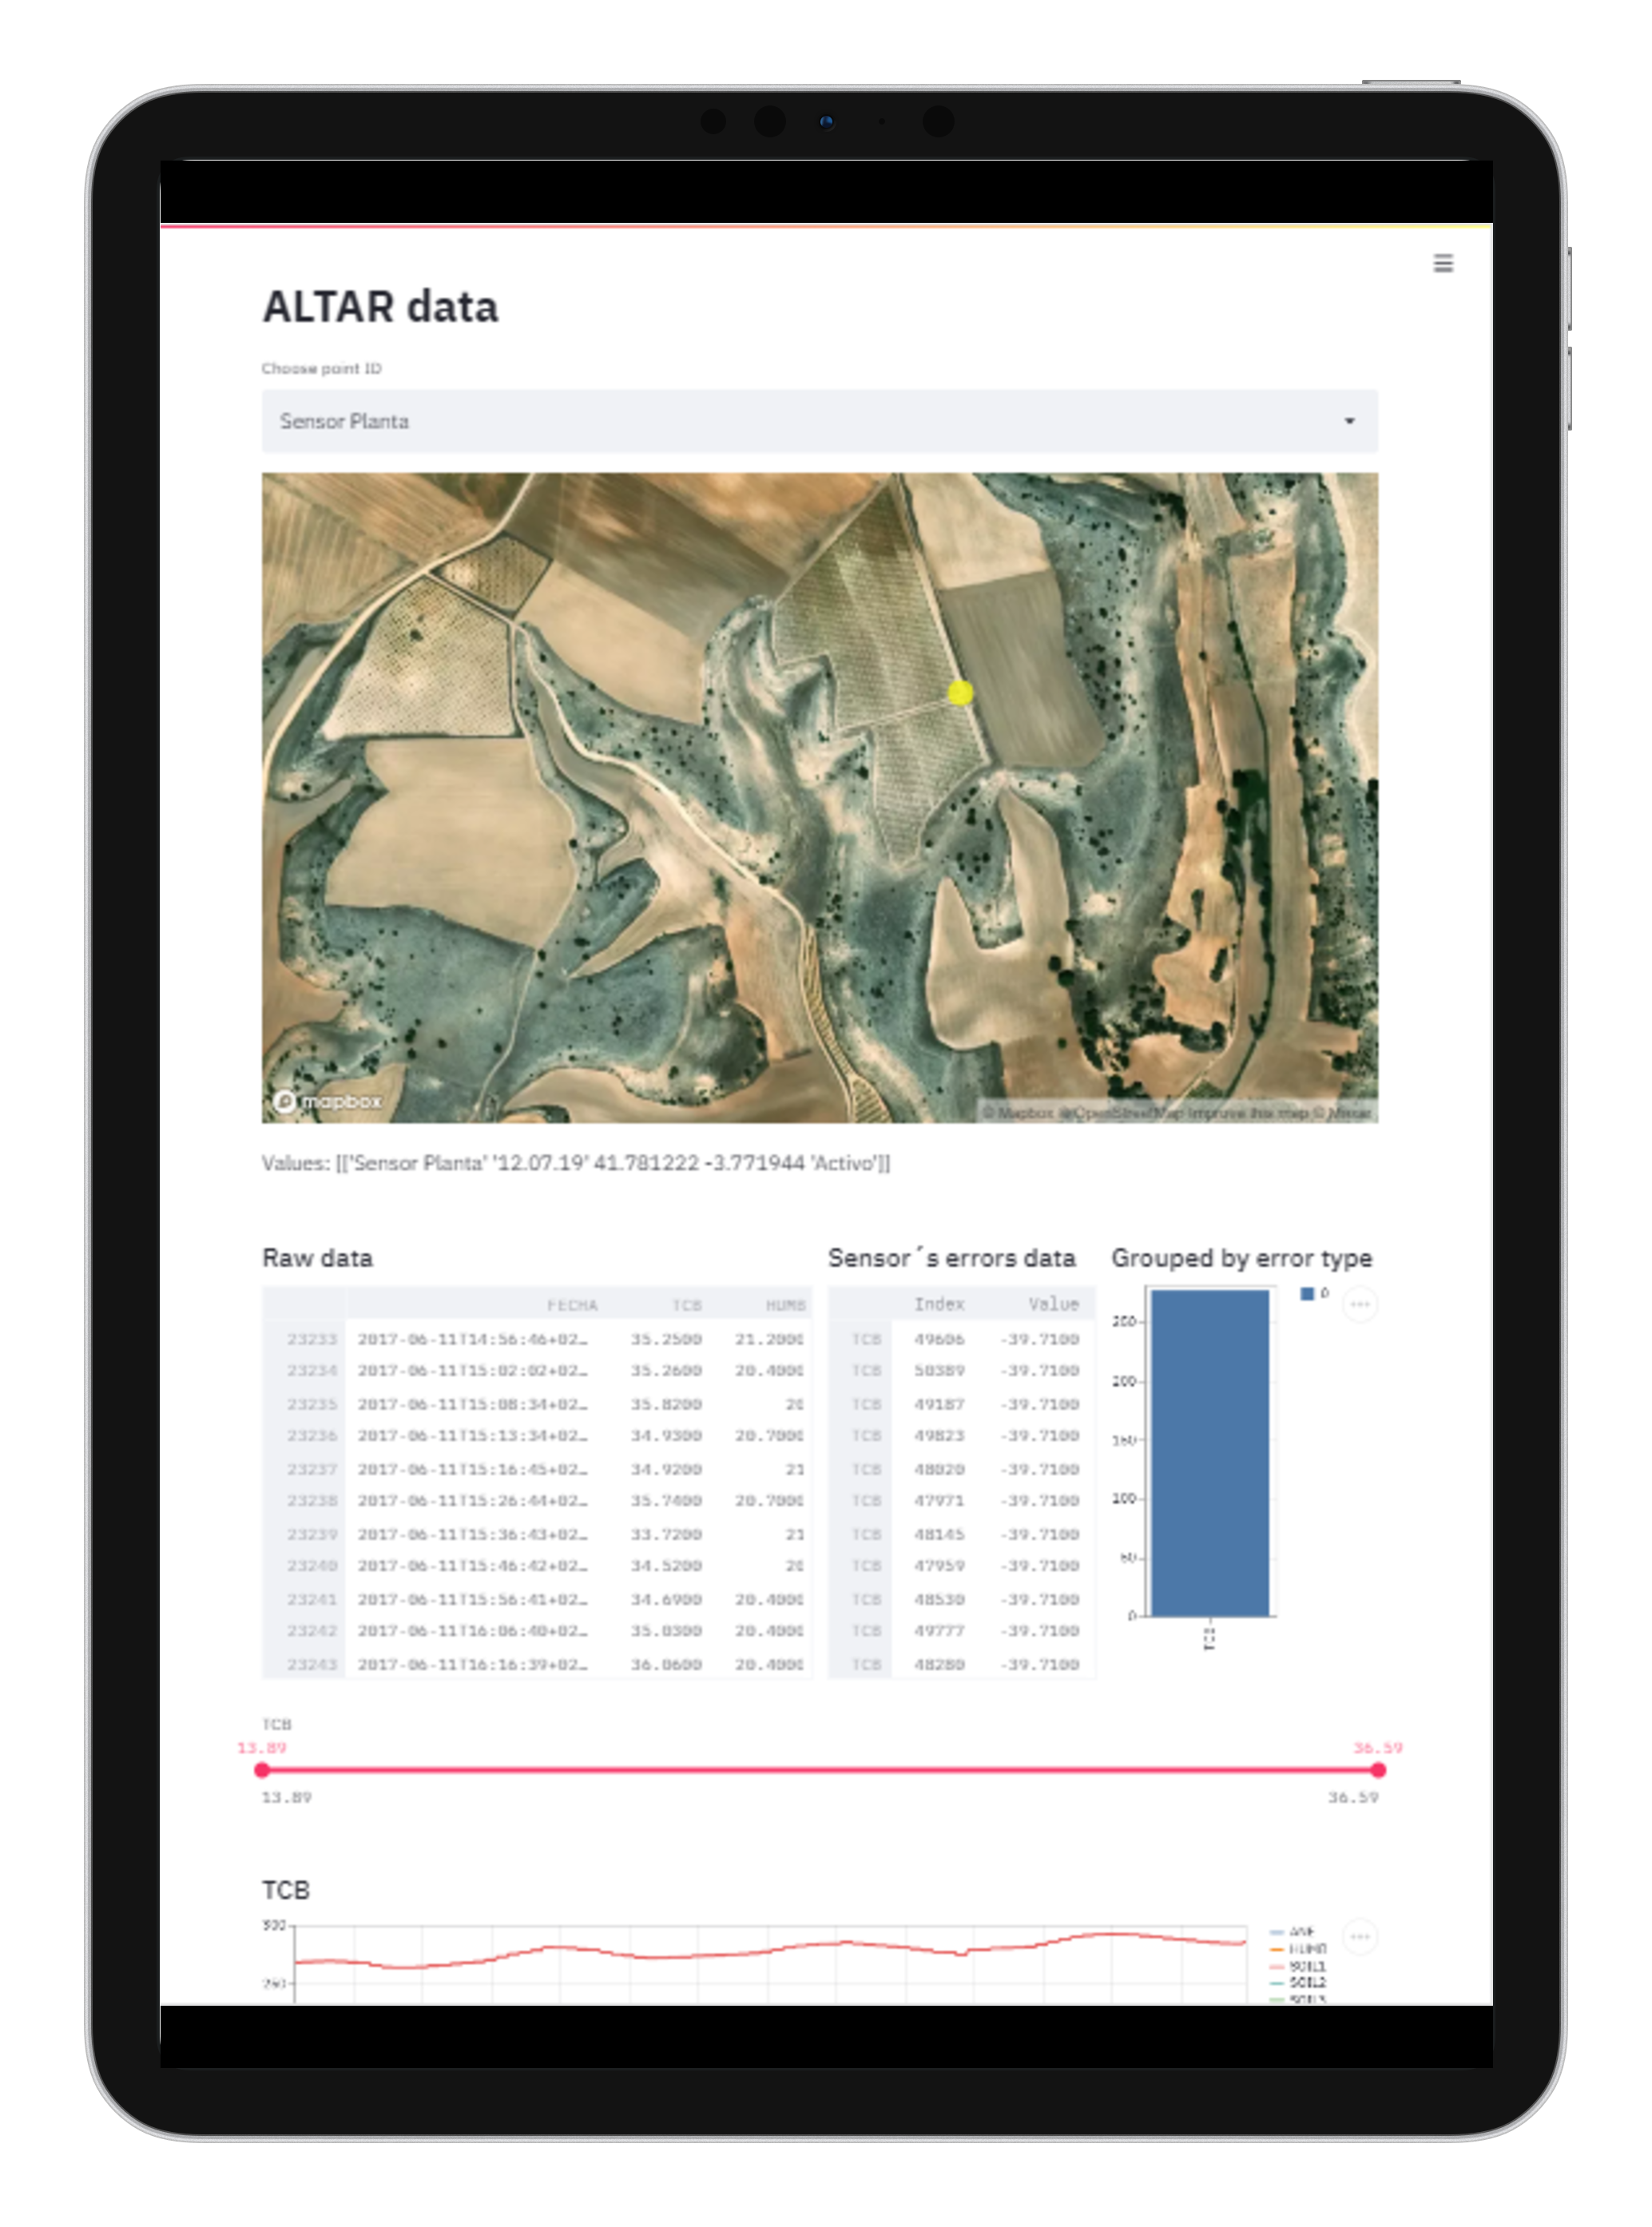 ALTAR data
Choose point ID
Sensor Planta
mapbox
© Mapbox © OpenStreetMap Improve this map © Maxar
Values: [['Sensor Planta' '12.07.19' 41.781222 -3.771944 'Activo']]
Raw data
FECHA TCB HUMB
23233 2017-06-11T14:56:46+02… 35.2500 21.2000
23234 2017-06-11T15:02:02+02… 35.2600 20.4000
23235 2017-06-11T15:08:34+02… 35.8200 20
23236 2017-06-11T15:13:34+02… 34.9300 20.7000
23237 2017-06-11T15:16:45+02… 34.9200 21
23238 2017-06-11T15:26:44+02… 35.7400 20.7000
23239 2017-06-11T15:36:43+02… 33.7200 21
23240 2017-06-11T15:46:42+02… 34.5200 20
23241 2017-06-11T15:56:41+02… 34.6900 20.4000
23242 2017-06-11T16:06:40+02… 35.0300 20.4000
23243 2017-06-11T16:16:39+02… 36.0600 20.4000
Sensor´s errors data
Index Value
TCB 49606 -39.7100
TCB 50389 -39.7100
TCB 49187 -39.7100
TCB 49823 -39.7100
TCB 48020 -39.7100
TCB 47971 -39.7100
TCB 48145 -39.7100
TCB 47959 -39.7100
TCB 48530 -39.7100
TCB 49777 -39.7100
TCB 48280 -39.7100
Grouped by error type
0
250
200
150
100
50
0
TCB
TCB
13.89 36.59
13.89 36.59
TCB
300
250
ANE
HUMB
SOIL1
SOIL2
SOIL3